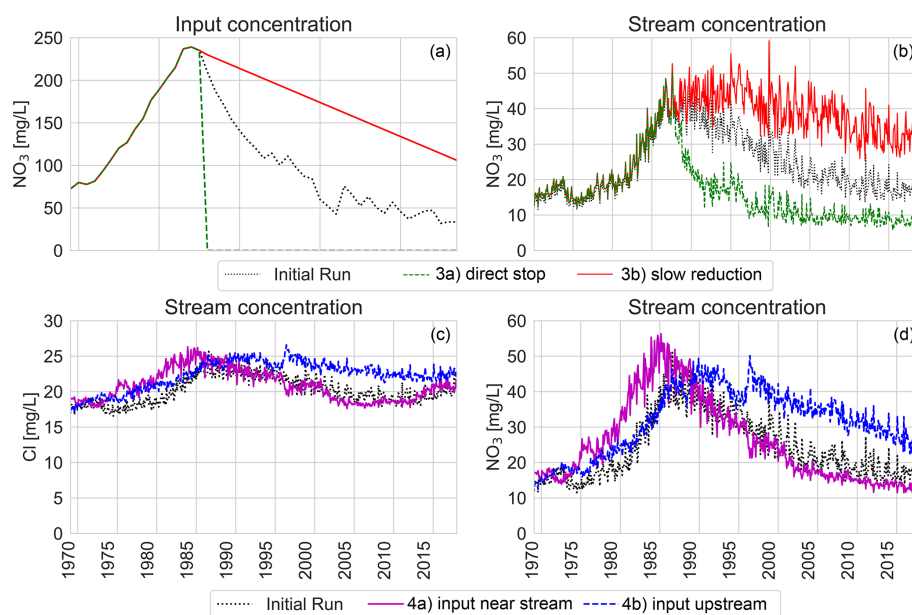 Input concentration
Stream concentration
(a)
(b)
NO3 [mg/L]
250
200
150
100
50
0
NO3 [mg/L]
60
50
40
30
20
10
0
Initial Run
3a) direct stop
3b) slow reduction
Stream concentration
Stream concentration
(c)
(d)
Cl [mg/L]
30
25
20
15
10
5
0
NO3 [mg/L]
60
50
40
30
20
10
0
1970
1975
1980
1985
1990
1995
2000
2005
2010
2015
1970
1975
1980
1985
1990
1995
2000
2005
2010
2015
Initial Run
4a) input near stream
4b) input upstream